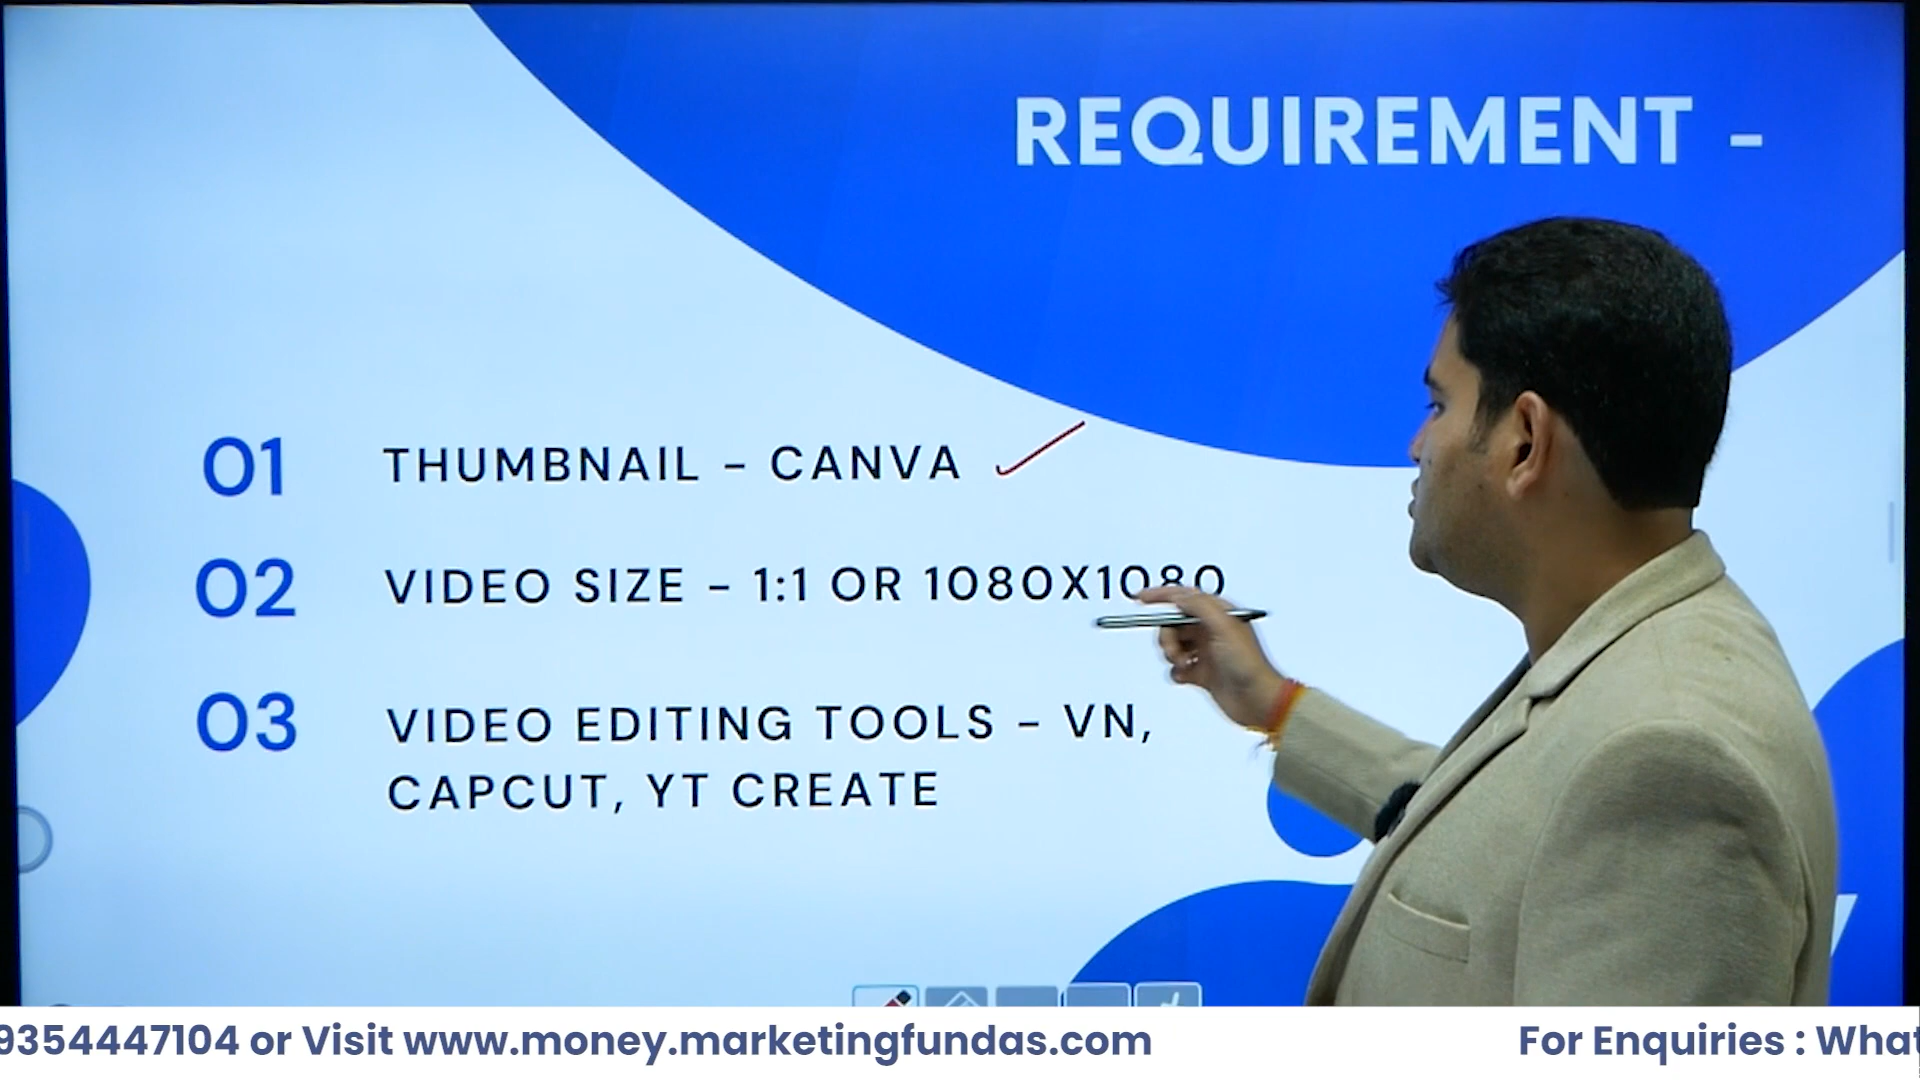 REQUIREMENT -
01 THUMBNAIL - CANVA
02 VIDEO SIZE - 1:1 OR 1080X1080
03 VIDEO EDITING TOOLS - VN,
CAPCUT, YT CREATE
9354447104 or Visit www.money.marketingfundas.com For Enquiries : What